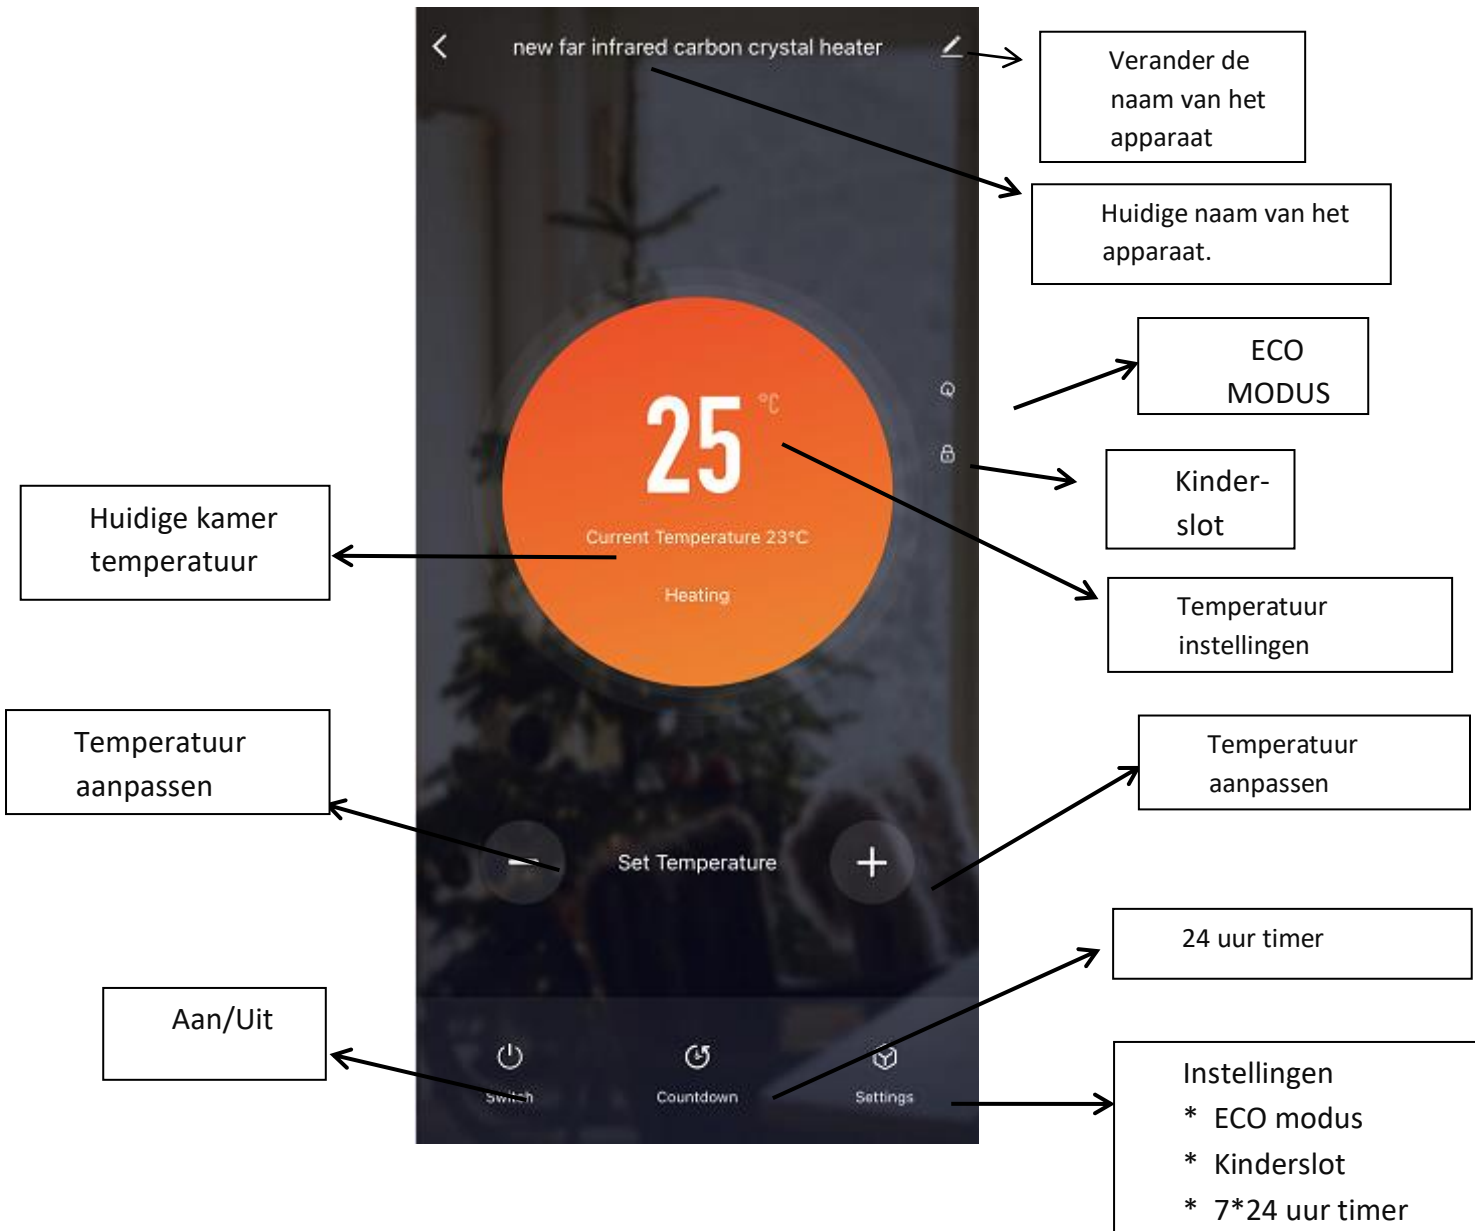 new far infrared carbon crystal heater
Verander de
naam van het
apparaat
Huidige naam van het
apparaat.
ECO
MODUS
25 °C
Kinder-
slot
Huidige kamer
temperatuur
Current Temperature 23°C
Heating
Temperatuur
instellingen
Temperatuur
aanpassen
Temperatuur
aanpassen
Set Temperature
24 uur timer
Aan/Uit
Switch
Countdown
Settings
Instellingen
* ECO modus
* Kinderslot
* 7*24 uur timer